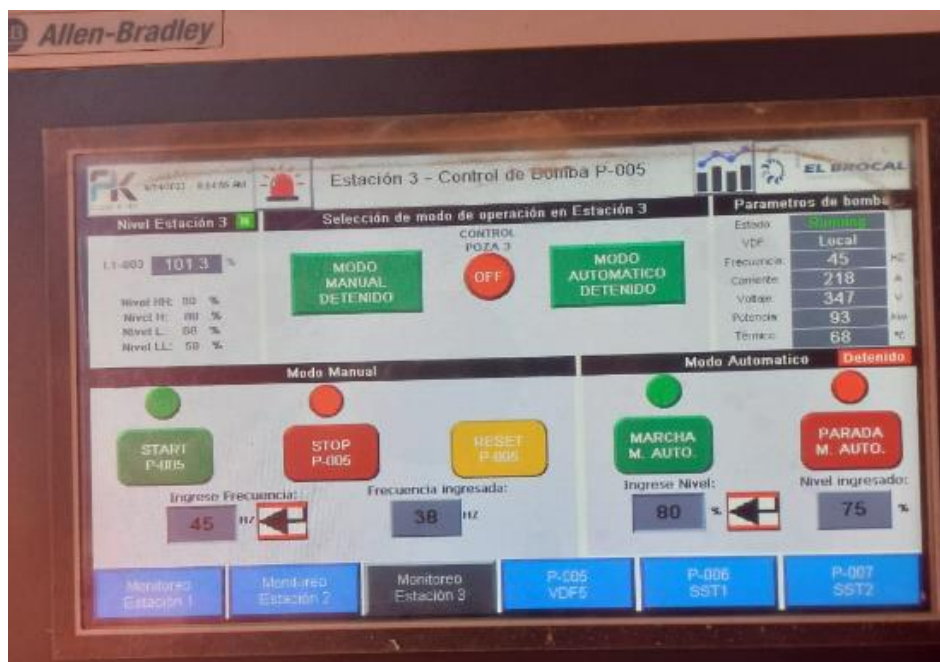 Allen-Bradley
Estación 3 - Control de Bomba P-005
EL BROCAL
Nivel Estación 3
101.3 %
Nivel HH: 90 %
Nivel H:
Nivel L:
Nivel LL: 50 %
Selección de modo de operación en Estación 3
CONTROL
POZA 3
MODO
MANUAL
DETENIDO
OFF
MODO
AUTOMATICO
DETENIDO
Parametros de bomba
Estado: Running
VDF: Local
Frecuencia: 45 HZ
Corriente: 218 A
Voltaje: 347 V
Potencia: 93
Térmico: 68 °C
Modo Manual
START
P-005
STOP
P-005
RESET
P-005
Ingrese Frecuencia:
45 HZ
Frecuencia ingresada:
38 HZ
Modo Automatico
Detenido
MARCHA
M. AUTO.
PARADA
M. AUTO.
Ingrese Nivel:
80 %
Nivel ingresado:
75 %
Monitoreo
Estación 1
Monitoreo
Estación 2
Monitoreo
Estación 3
P-005
VDF5
P-006
SST1
P-007
SST2